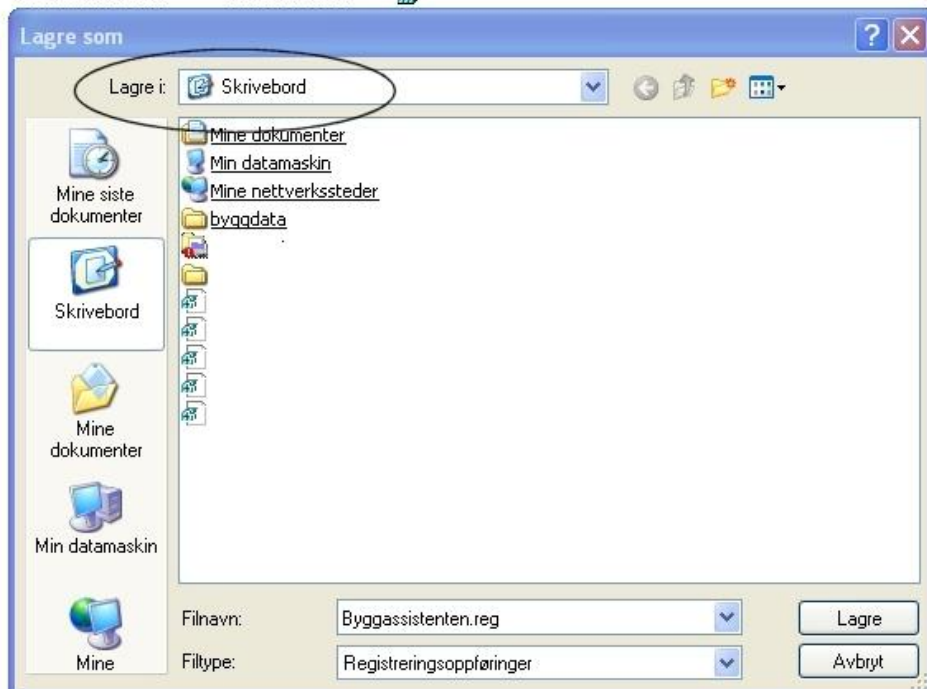 Lagre som
Lagre i: Skrivebord
Mine siste
dokumenter
Skrivebord
Mine
dokumenter
Min datamaskin
Mine
Mine dokumenter
Min datamaskin
Mine nettverkssteder
byggdata
Filnavn: Byggassistenten.reg Lagre
Filtype: Registreringsoppføringer Avbryt